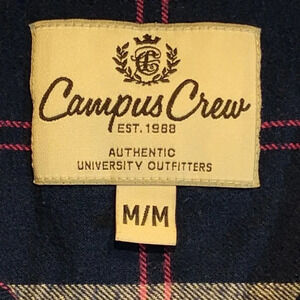 Campus Crew
EST. 1988
AUTHENTIC
UNIVERSITY OUTFITTERS
M/M